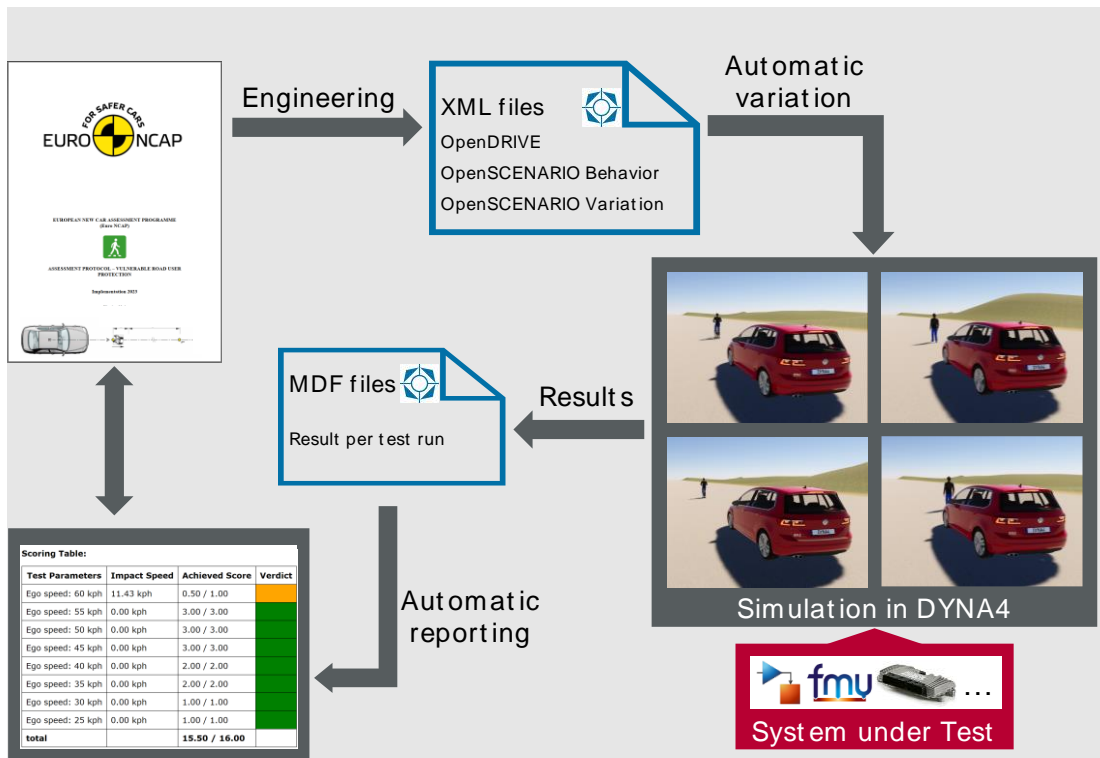 FOR SAFER CARS
EURO NCAP
EUROPEAN NEW CAR ASSESSMENT PROGRAMME
(Euro NCAP)
ASSESSMENT PROTOCOL – VULNERABLE ROAD USER
PROTECTION
Implementation 2023
Engineering
XML files
OpenDRIVE
OpenSCENARIO Behavior
OpenSCENARIO Variation
Automatic
variation
MDF files
Result per test run
Results
Simulation in DYNA4
fmu
...
System under Test
Automatic
reporting
Scoring Table:
Test Parameters Impact Speed Achieved Score Verdict
Ego speed: 60 kph 11.43 kph 0.50 / 1.00
Ego speed: 55 kph 0.00 kph 3.00 / 3.00
Ego speed: 50 kph 0.00 kph 3.00 / 3.00
Ego speed: 45 kph 0.00 kph 3.00 / 3.00
Ego speed: 40 kph 0.00 kph 2.00 / 2.00
Ego speed: 35 kph 0.00 kph 2.00 / 2.00
Ego speed: 30 kph 0.00 kph 1.00 / 1.00
Ego speed: 25 kph 0.00 kph 1.00 / 1.00
total 15.50 / 16.00